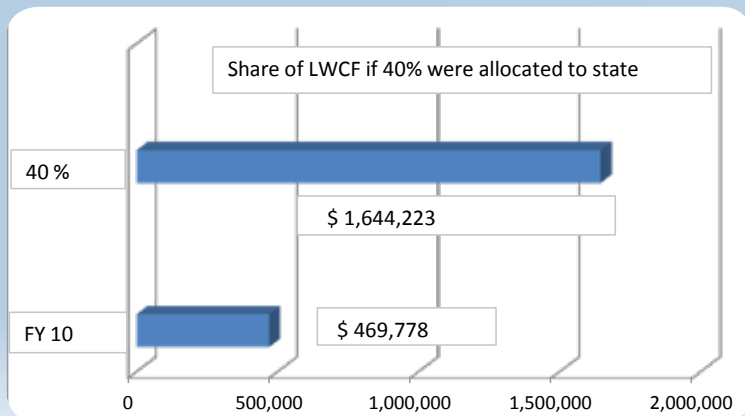 Share of LWCF if 40% were allocated to state
40 %
$ 1,644,223
FY 10
$ 469,778
0 500,000 1,000,000 1,500,000 2,000,000